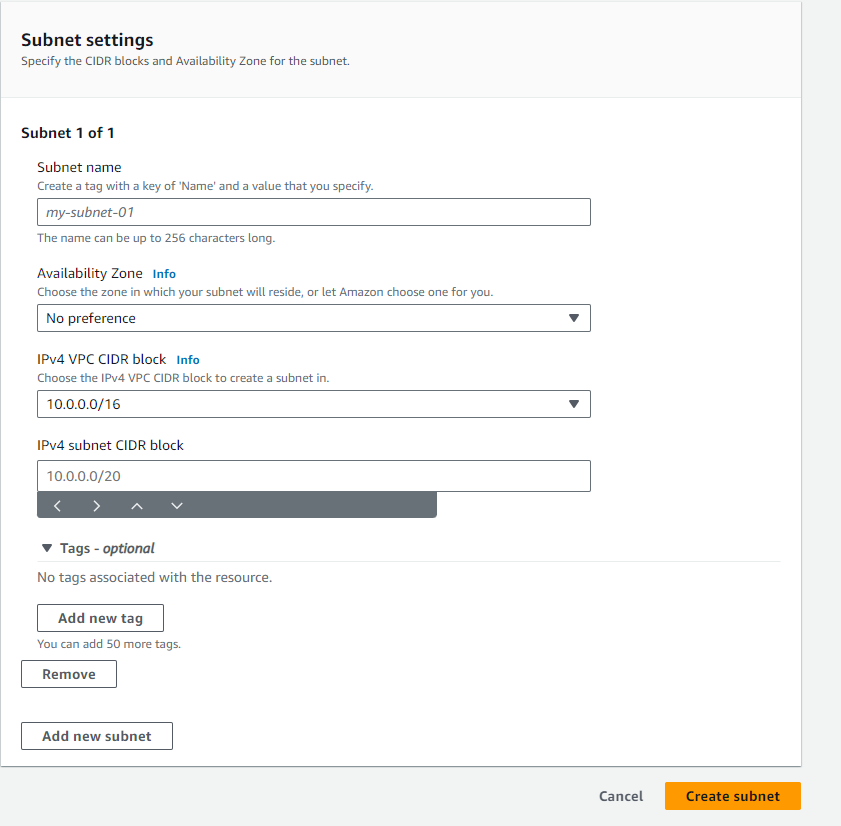 Subnet settings
Specify the CIDR blocks and Availability Zone for the subnet.
Subnet 1 of 1
Subnet name
Create a tag with a key of 'Name' and a value that you specify.
my-subnet-01
The name can be up to 256 characters long.
Availability Zone Info
Choose the zone in which your subnet will reside, or let Amazon choose one for you.
No preference
IPv4 VPC CIDR block Info
Choose the IPv4 VPC CIDR block to create a subnet in.
10.0.0.0/16
IPv4 subnet CIDR block
10.0.0.0/20
Tags - optional
No tags associated with the resource.
Add new tag
You can add 50 more tags.
Remove
Add new subnet
Cancel Create subnet